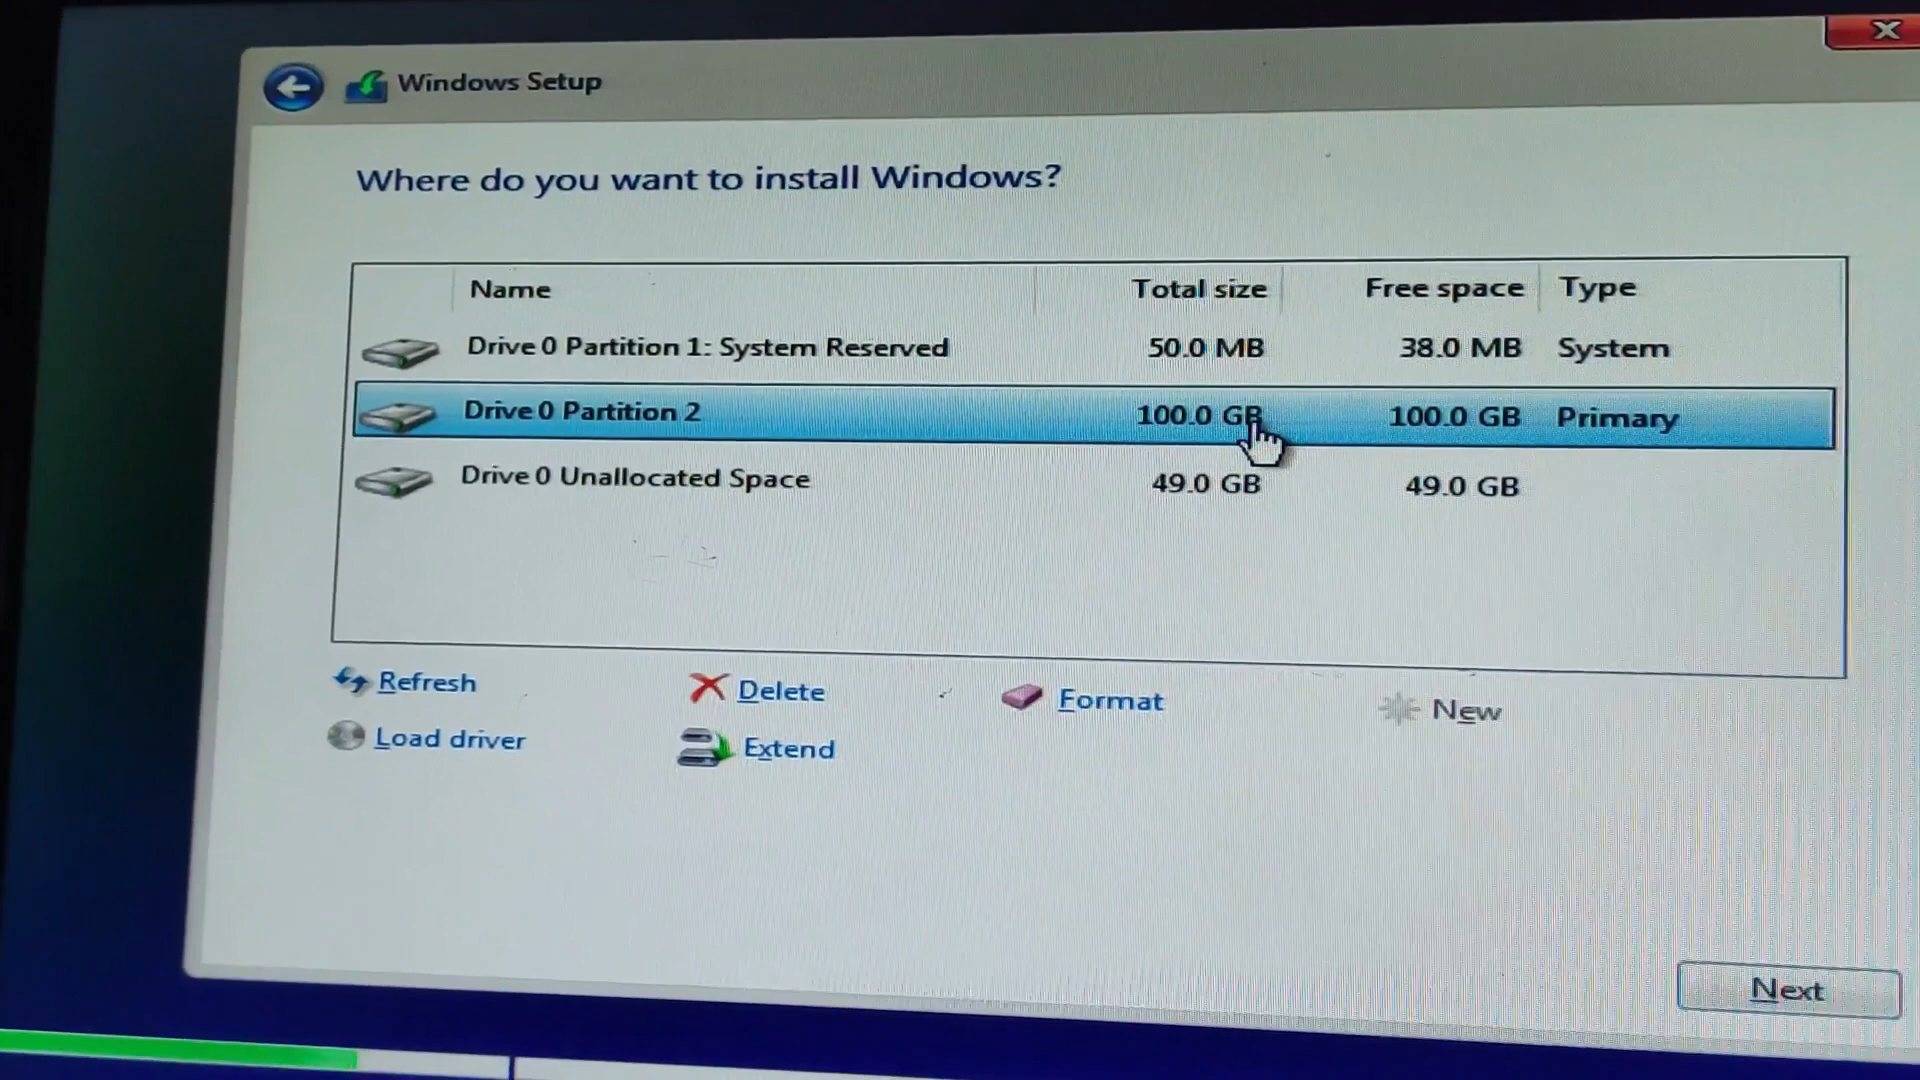 Windows Setup
Where do you want to install Windows?
Name Total size Free space Type
Drive 0 Partition 1: System Reserved 50.0 MB 38.0 MB System
Drive 0 Partition 2 100.0 GB 100.0 GB Primary
Drive 0 Unallocated Space 49.0 GB 49.0 GB
Refresh Delete Format New
Load driver Extend
Next